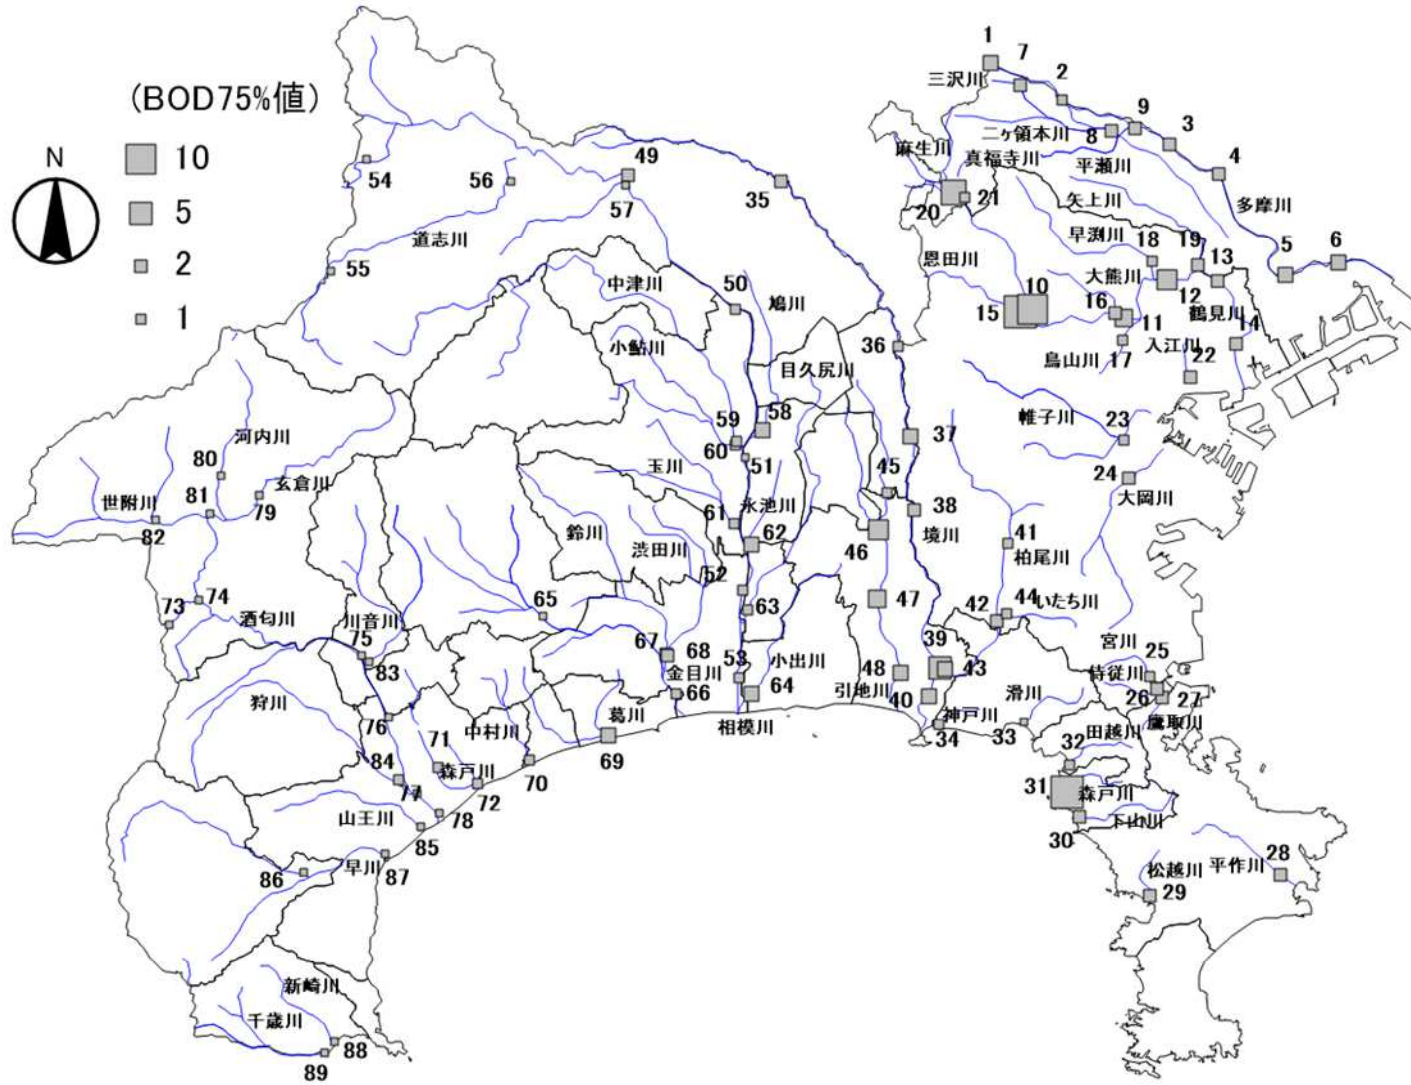 (BOD75%値)
10
5
2
1
N
1
7
三沢川
2
9
二ヶ領本川
8
3
麻生川
真福寺川
平瀬川
4
20
21
矢上川
多摩川
早渕川
恩田川
18
19
13
5
6
大熊川
12
10
15
16
11
鶴見川
14
17
鳥山川
入江川
22
帷子川
23
24
大岡川
54
56
49
57
35
道志川
55
中津川
50
鳩川
小鮎川
36
目久尻川
59
58
60
51
37
玉川
45
永池川
38
61
62
境川
46
41
柏尾川
鈴川
渋田川
52
63
47
42
44
いたち川
80
河内川
81
玄倉川
79
世附川
82
73
74
酒匂川
川音川
65
75
83
67
68
金目川
53
小出川
39
43
48
宮川
25
侍従川
26
27
鷹取川
66
64
引地川
40
狩川
76
葛川
相模川
神戸川
34
滑川
33
田越川
32
中村川
69
71
84
森戸川
70
72
77
31
森戸川
30
下山川
山王川
78
85
86
早川
87
松越川
平作川
28
29
新崎川
千歳川
88
89